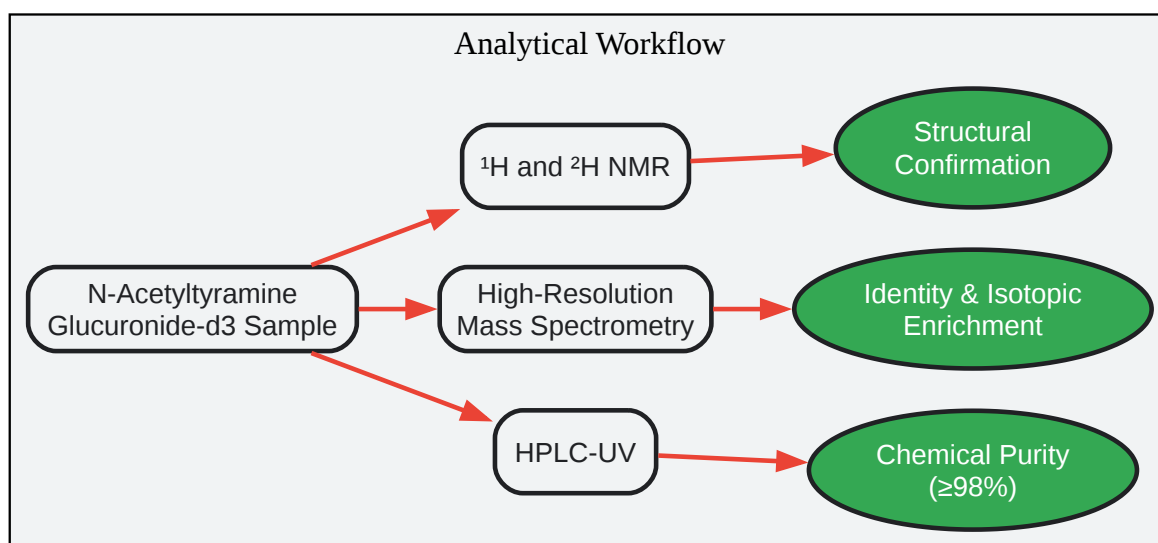 Analytical Workflow
N-Acetyltyramine
Glucuronide-d3 Sample
¹H and ²H NMR
Structural
Confirmation
High-Resolution
Mass Spectrometry
Identity & Isotopic
Enrichment
HPLC-UV
Chemical Purity
(≥98%)